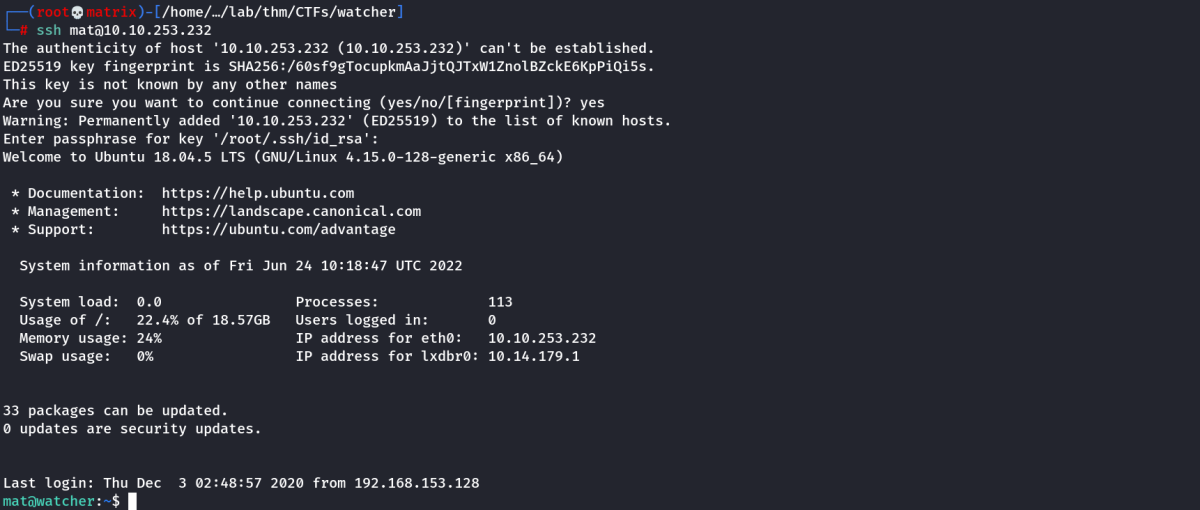 ┌──(root💀matrix)-[/home/…/lab/thm/CTFs/watcher]
└─# ssh mat@10.10.253.232
The authenticity of host '10.10.253.232 (10.10.253.232)' can't be established.
ED25519 key fingerprint is SHA256:/60sf9gTocupkmAaJjtQJTxW1ZnolBZckE6KpPiQi5s.
This key is not known by any other names
Are you sure you want to continue connecting (yes/no/[fingerprint])? yes
Warning: Permanently added '10.10.253.232' (ED25519) to the list of known hosts.
Enter passphrase for key '/root/.ssh/id_rsa':
Welcome to Ubuntu 18.04.5 LTS (GNU/Linux 4.15.0-128-generic x86_64)
* Documentation:  https://help.ubuntu.com
* Management:     https://landscape.canonical.com
* Support:        https://ubuntu.com/advantage
System information as of Fri Jun 24 10:18:47 UTC 2022
System load:  0.0               Processes:            113
Usage of /:   22.4% of 18.57GB   Users logged in:      0
Memory usage: 24%               IP address for eth0:   10.10.253.232
Swap usage:   0%                IP address for lxdbr0: 10.14.179.1
33 packages can be updated.
0 updates are security updates.
Last login: Thu Dec  3 02:48:57 2020 from 192.168.153.128
mat@watcher:~$